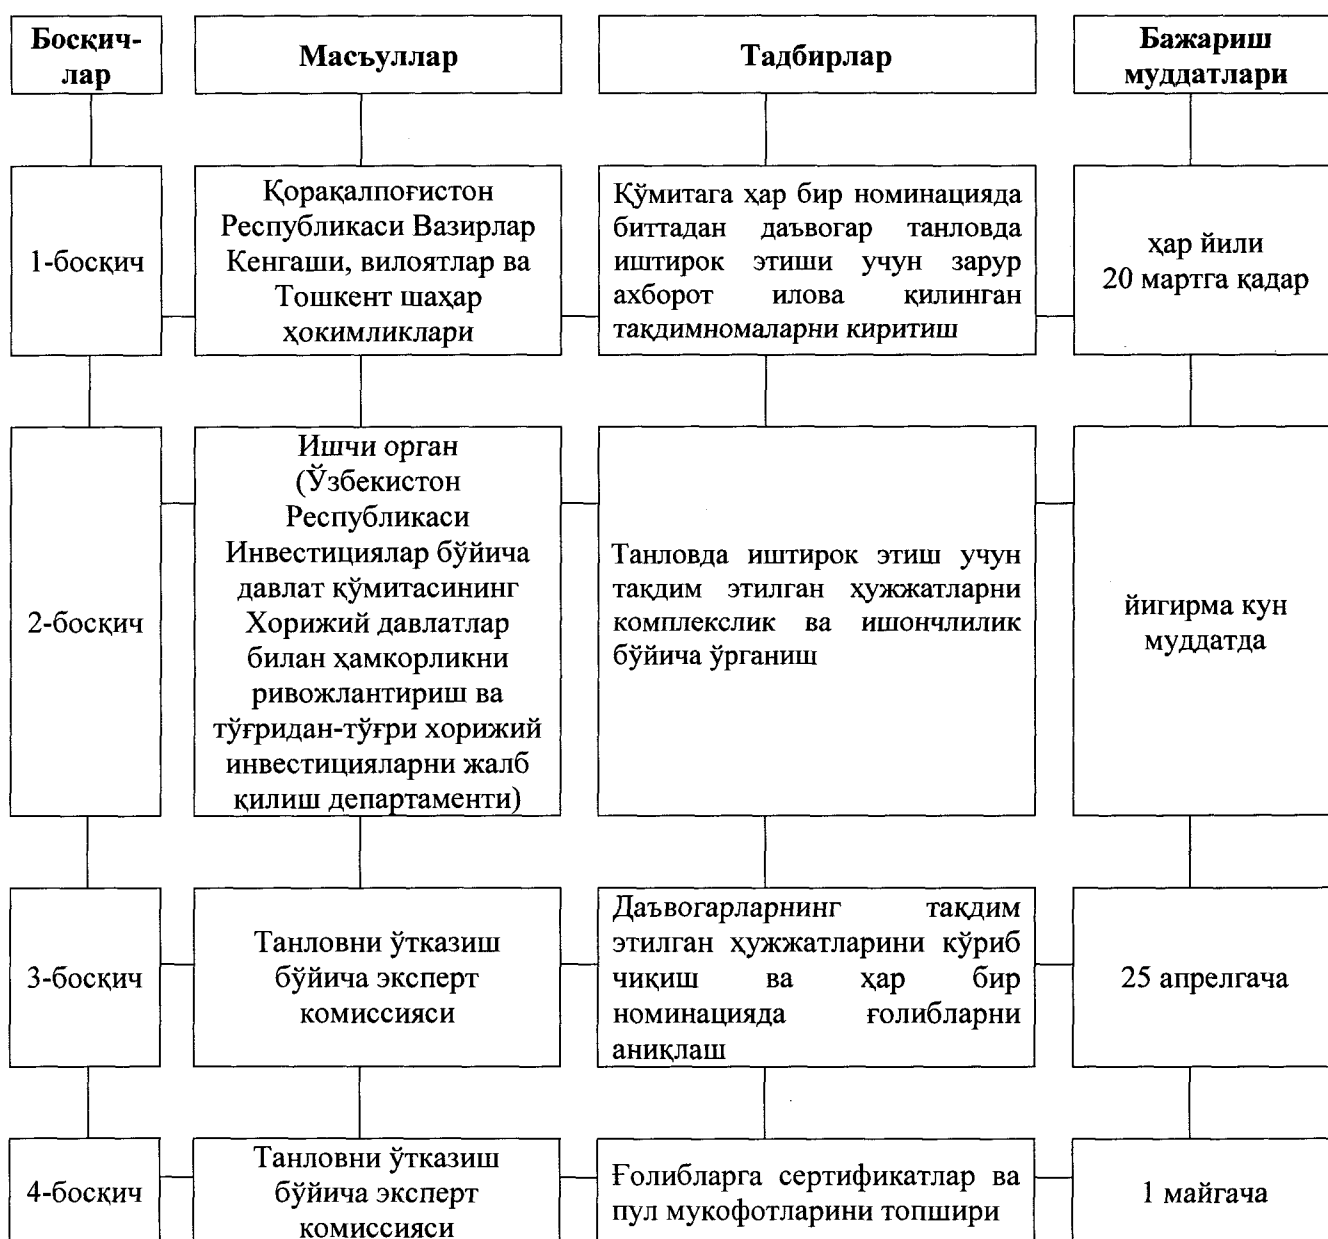 Босқич-
лар
Масъуллар
Тадбирлар
Бажариш
муддатлари
1-босқич
Қорақалпоғистон
Республикаси Вазирлар
Кенгаши, вилоятлар ва
Тошкент шаҳар
ҳокимликлари
Қўмитага ҳар бир номинацияда
биттадан даъвогар танловда
иштирок этиши учун зарур
ахборот илова қилинган
тақдимномаларни киритиш
ҳар йили
20 мартга қадар
2-босқич
Ишчи орган
(Ўзбекистон
Республикаси
Инвестициялар бўйича
давлат қўмитасининг
Хорижий давлатлар
билан ҳамкорликни
ривожлантириш ва
тўғридан-тўғри хорижий
инвестицияларни жалб
қилиш департаменти)
Танловда иштирок этиш учун
тақдим этилган ҳужжатларни
комплекслик ва ишончлилик
бўйича ўрганиш
йигирма кун
муддатда
3-босқич
Танловни ўтказиш
бўйича эксперт
комиссияси
Даъвогарларнинг тақдим
этилган ҳужжатларини кўриб
чиқиш ва ҳар бир
номинацияда ғолибларни
аниқлаш
25 апрелгача
4-босқич
Танловни ўтказиш
бўйича эксперт
комиссияси
Ғолибларга сертификатлар ва
пул мукофотларини топшири
1 майгача